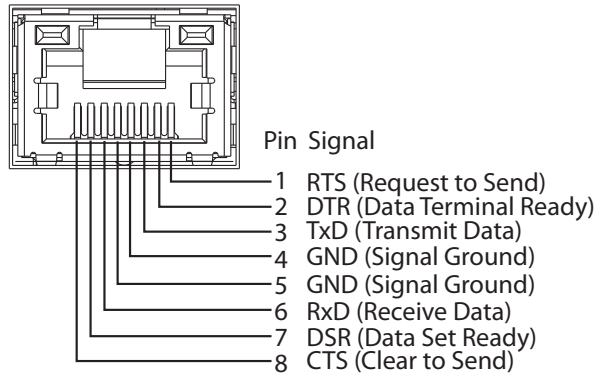 Pin Signal
1 RTS (Request to Send)
2 DTR (Data Terminal Ready)
3 TxD (Transmit Data)
4 GND (Signal Ground)
5 GND (Signal Ground)
6 RxD (Receive Data)
7 DSR (Data Set Ready)
8 CTS (Clear to Send)